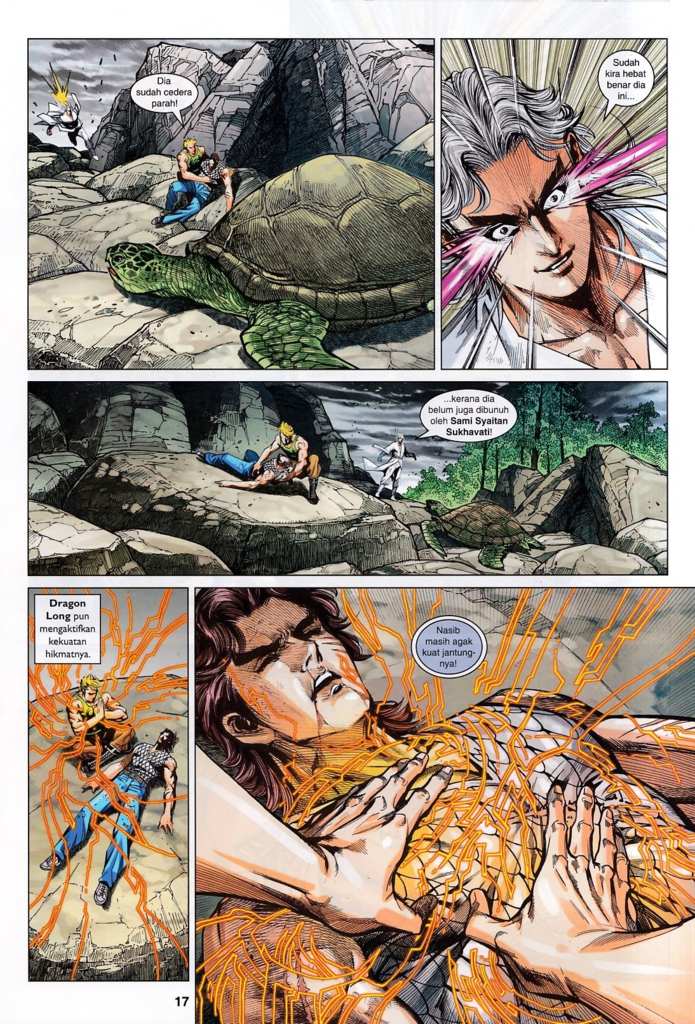 Dia
sudah cedera
parah!
Sudah
kira hebat
benar dia
ini...
...kerana dia
belum juga dibunuh
oleh Sami Syaitan
Sukhavati!
Dragon
Long pun
mengaktifkan
kekuatan
hikmatnya.
Nasib
masih agak
kuat jantung-
nya!
17